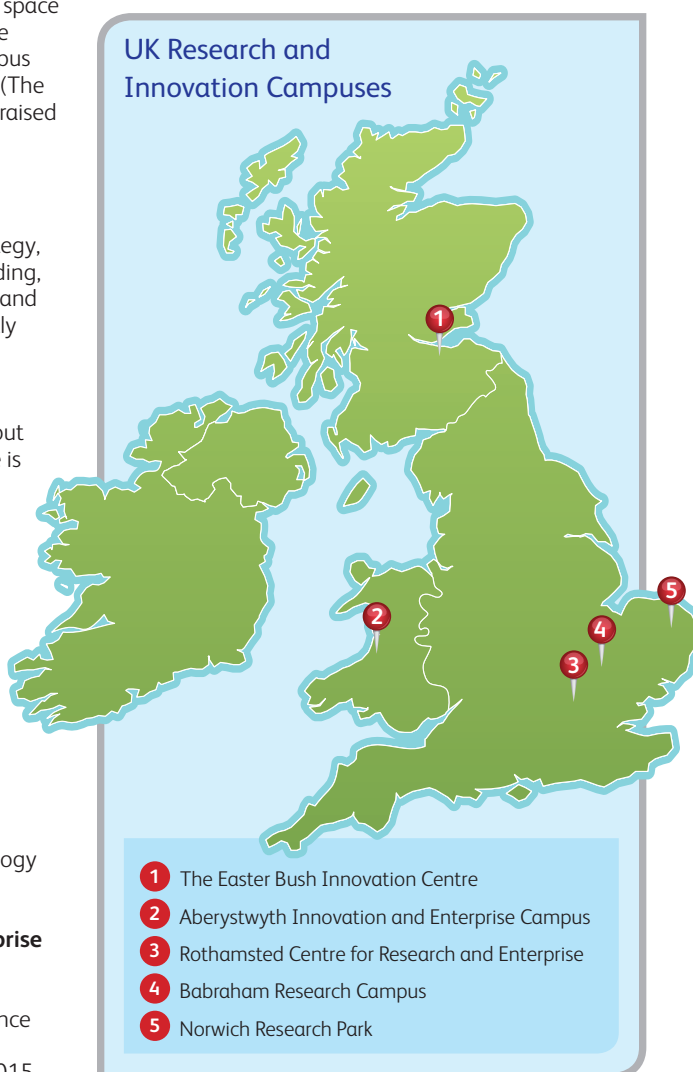 space
e
(The
raised
egy,
ding,
and
ly
out
is
ogy
prise
nce
015
UK Research and
Innovation Campuses
1
5
2
4
3
1 The Easter Bush Innovation Centre
2 Aberystwyth Innovation and Enterprise Campus
3 Rothamsted Centre for Research and Enterprise
4 Babraham Research Campus
5 Norwich Research Park